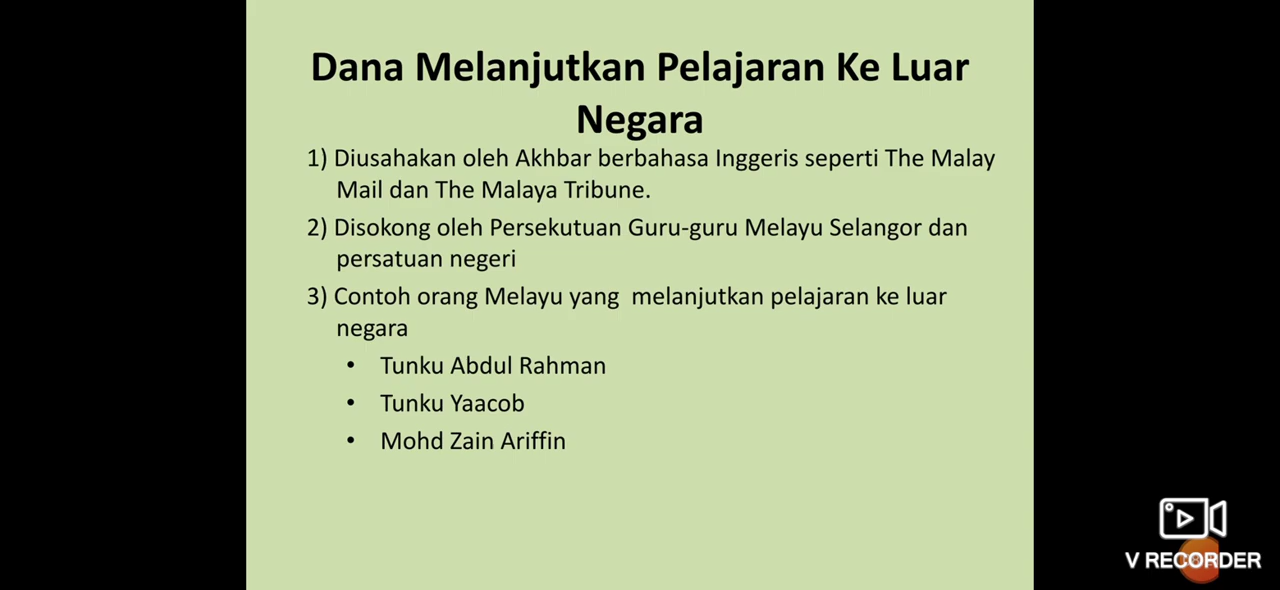 Dana Melanjutkan Pelajaran Ke Luar
Negara
1) Diusahakan oleh Akhbar berbahasa Inggeris seperti The Malay
Mail dan The Malaya Tribune.
2) Disokong oleh Persekutuan Guru-guru Melayu Selangor dan
persatuan negeri
3) Contoh orang Melayu yang melanjutkan pelajaran ke luar
negara
• Tunku Abdul Rahman
• Tunku Yaacob
• Mohd Zain Ariffin
V RECORDER